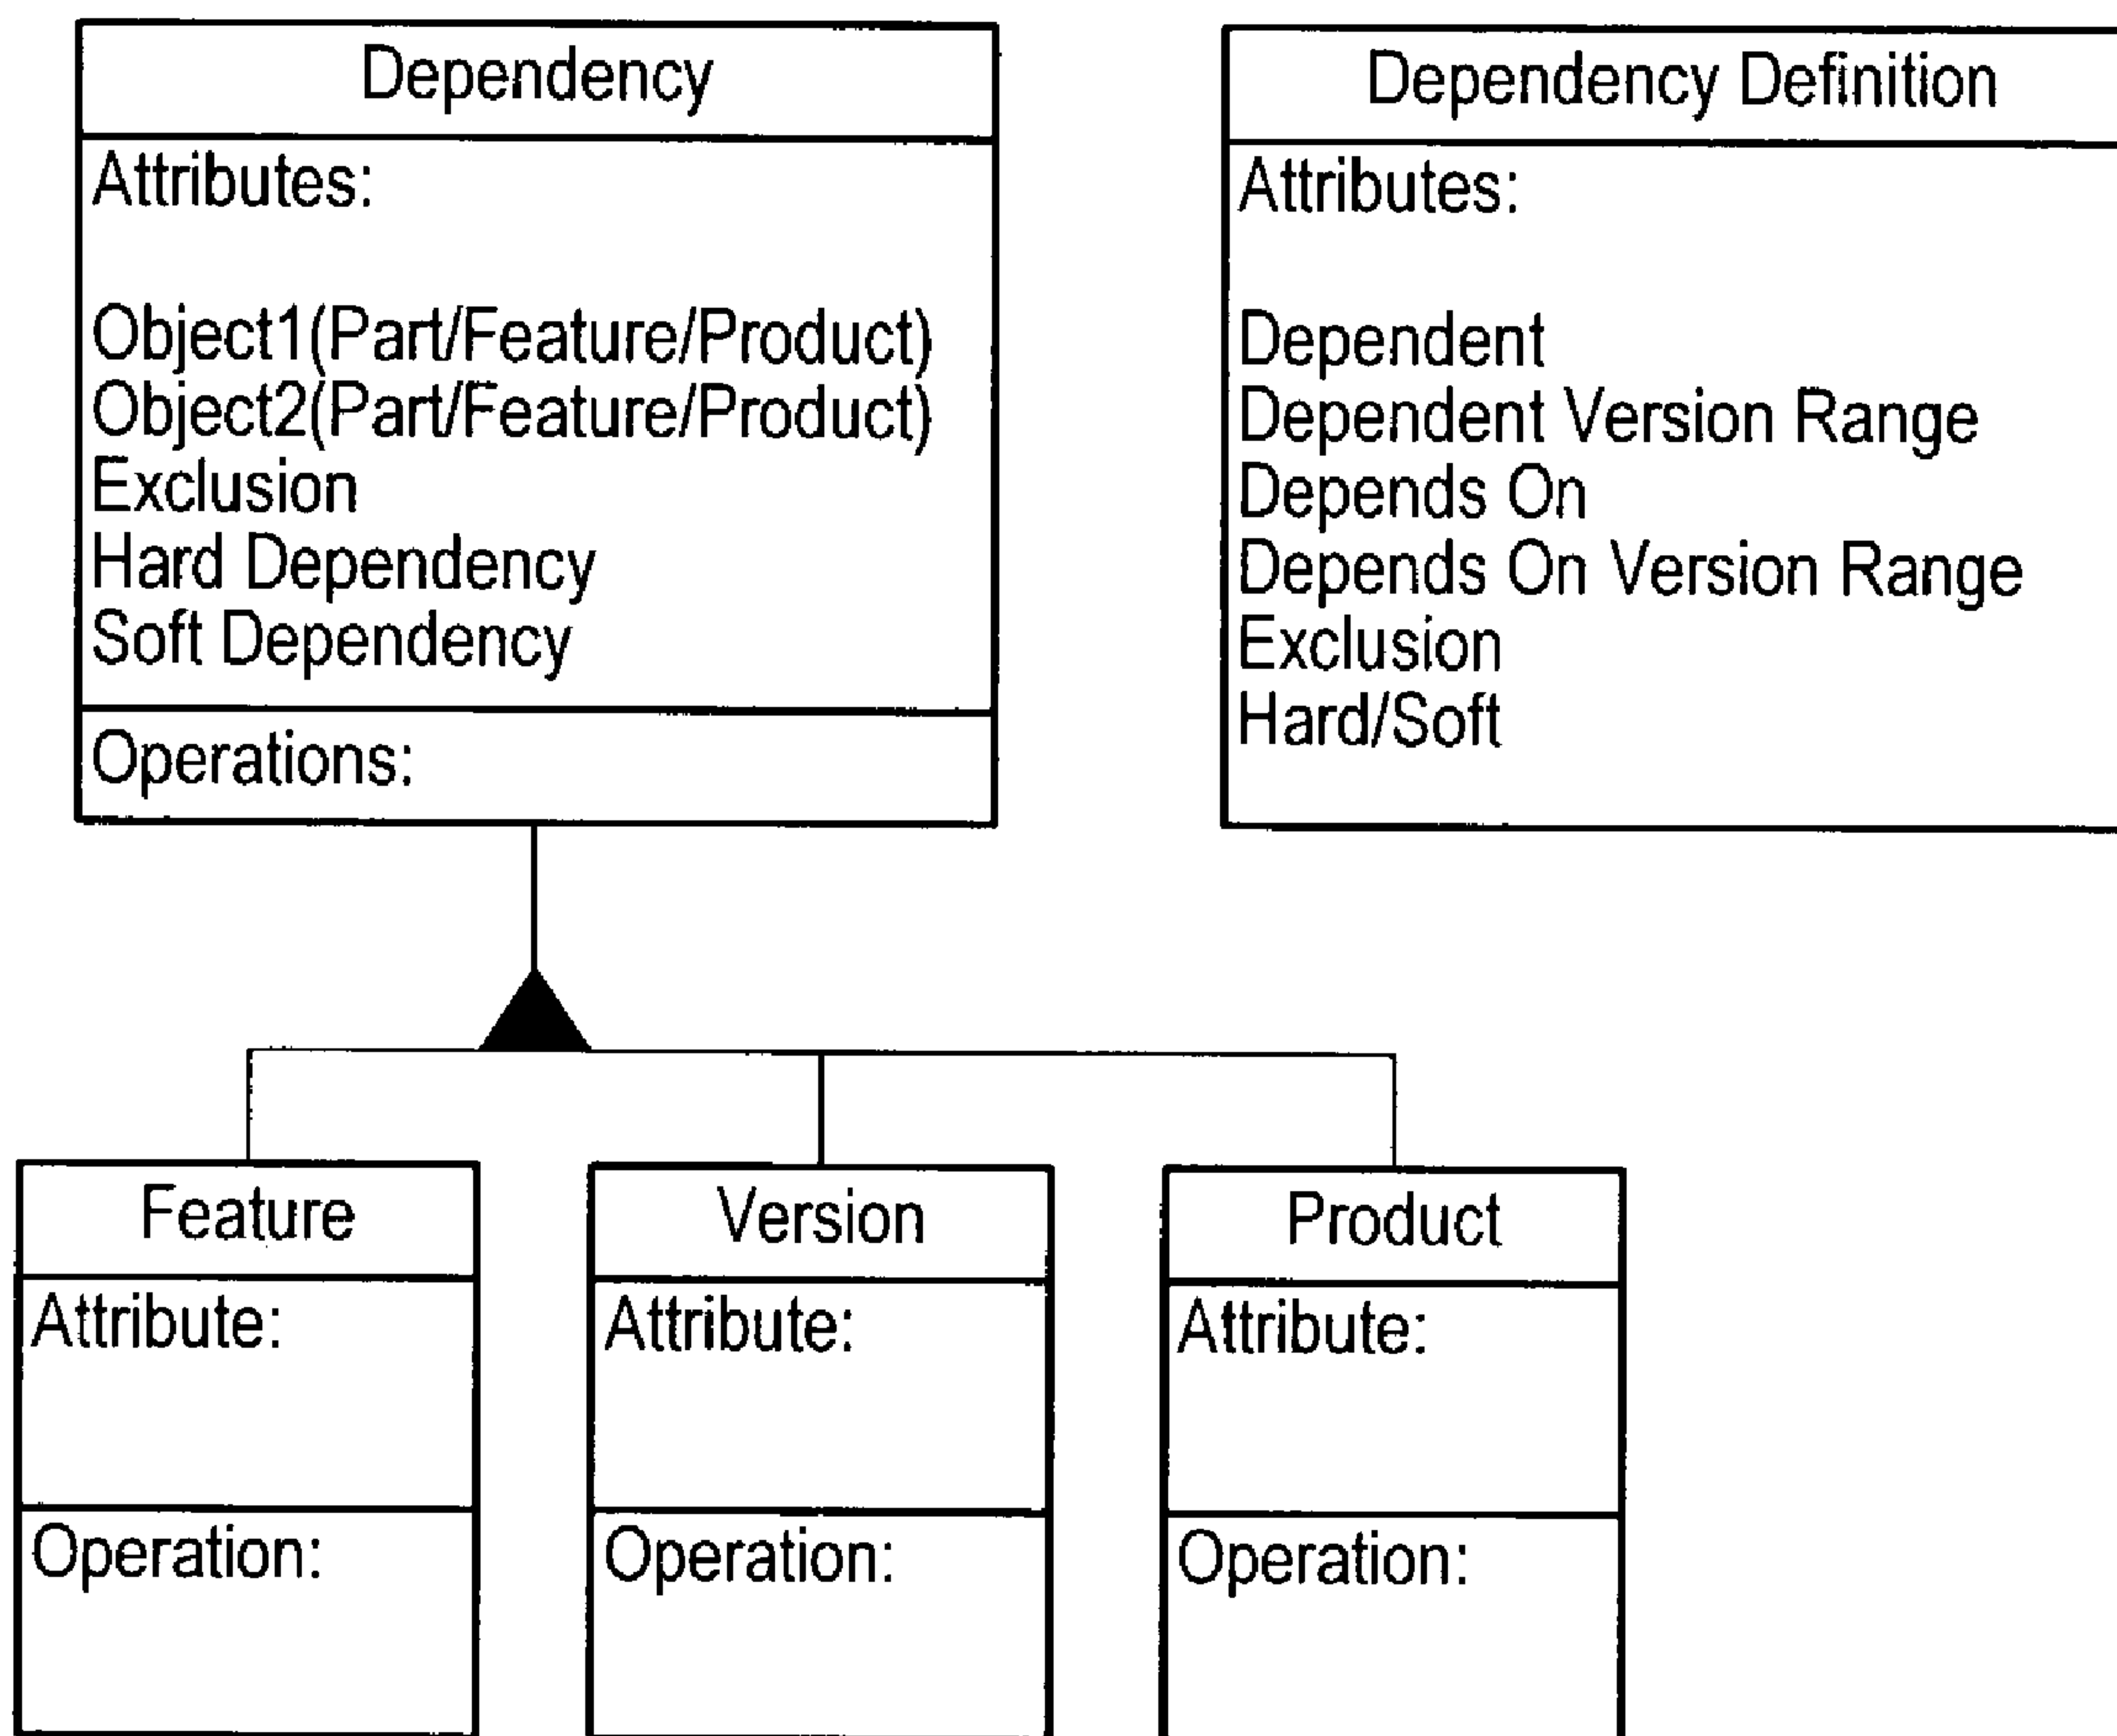 Dependency
Attributes:
Object1(Part/Feature/Product)
Object2(Part/Feature/Product)
Exclusion
Hard Dependency
Soft Dependency
Operations:
Dependency Definition
Attributes:
Dependent
Dependent Version Range
Depends On
Depends On Version Range
Exclusion
Hard/Soft
Feature
Attribute:
Operation:
Version
Attribute:
Operation:
Product
Attribute:
Operation: